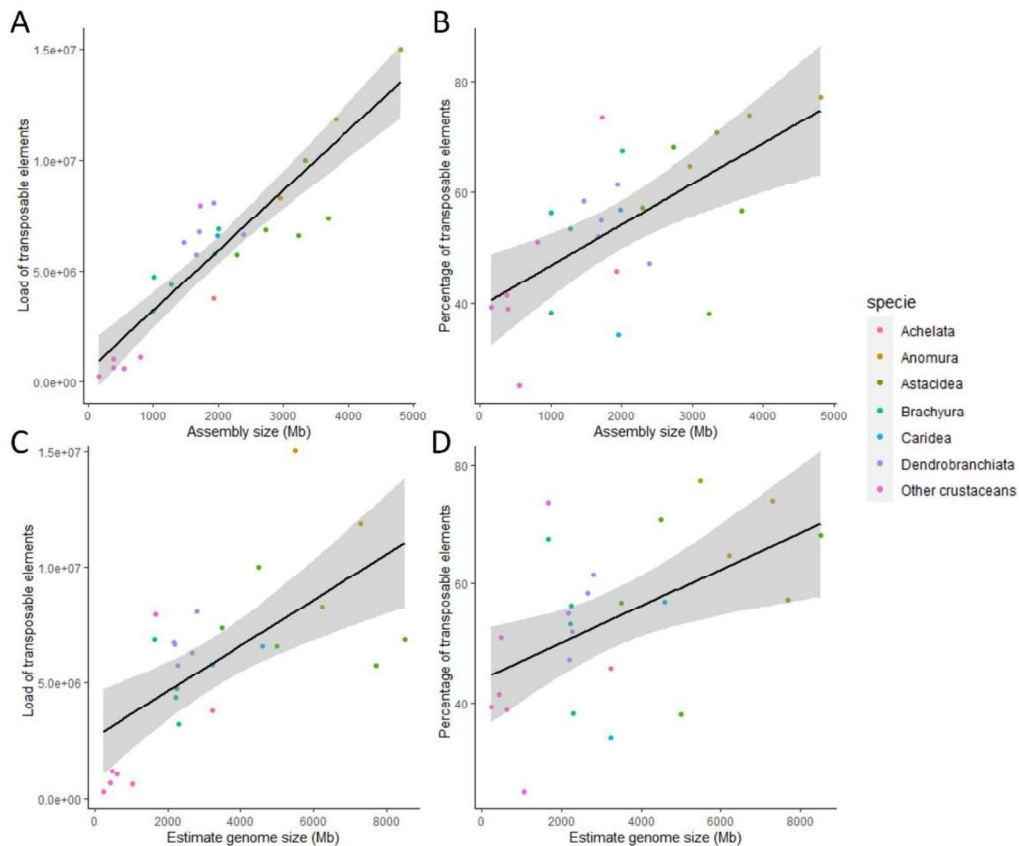 A
Load of transposable elements
1.5e+07
1.0e+07
5.0e+06
0.0e+00
0 1000 2000 3000 4000 5000
Assembly size (Mb)
B
Percentage of transposable elements
80
60
40
0 1000 2000 3000 4000 5000
Assembly size (Mb)
specie
Achelata
Anomura
Astacidea
Brachyura
Caridea
Dendrobranchiata
Other crustaceans
C
Load of transposable elements
1.5e+07
1.0e+07
5.0e+06
0.0e+00
0 2000 4000 6000 8000
Estimate genome size (Mb)
D
Percentage of transposable elements
80
60
40
0 2000 4000 6000 8000
Estimate genome size (Mb)